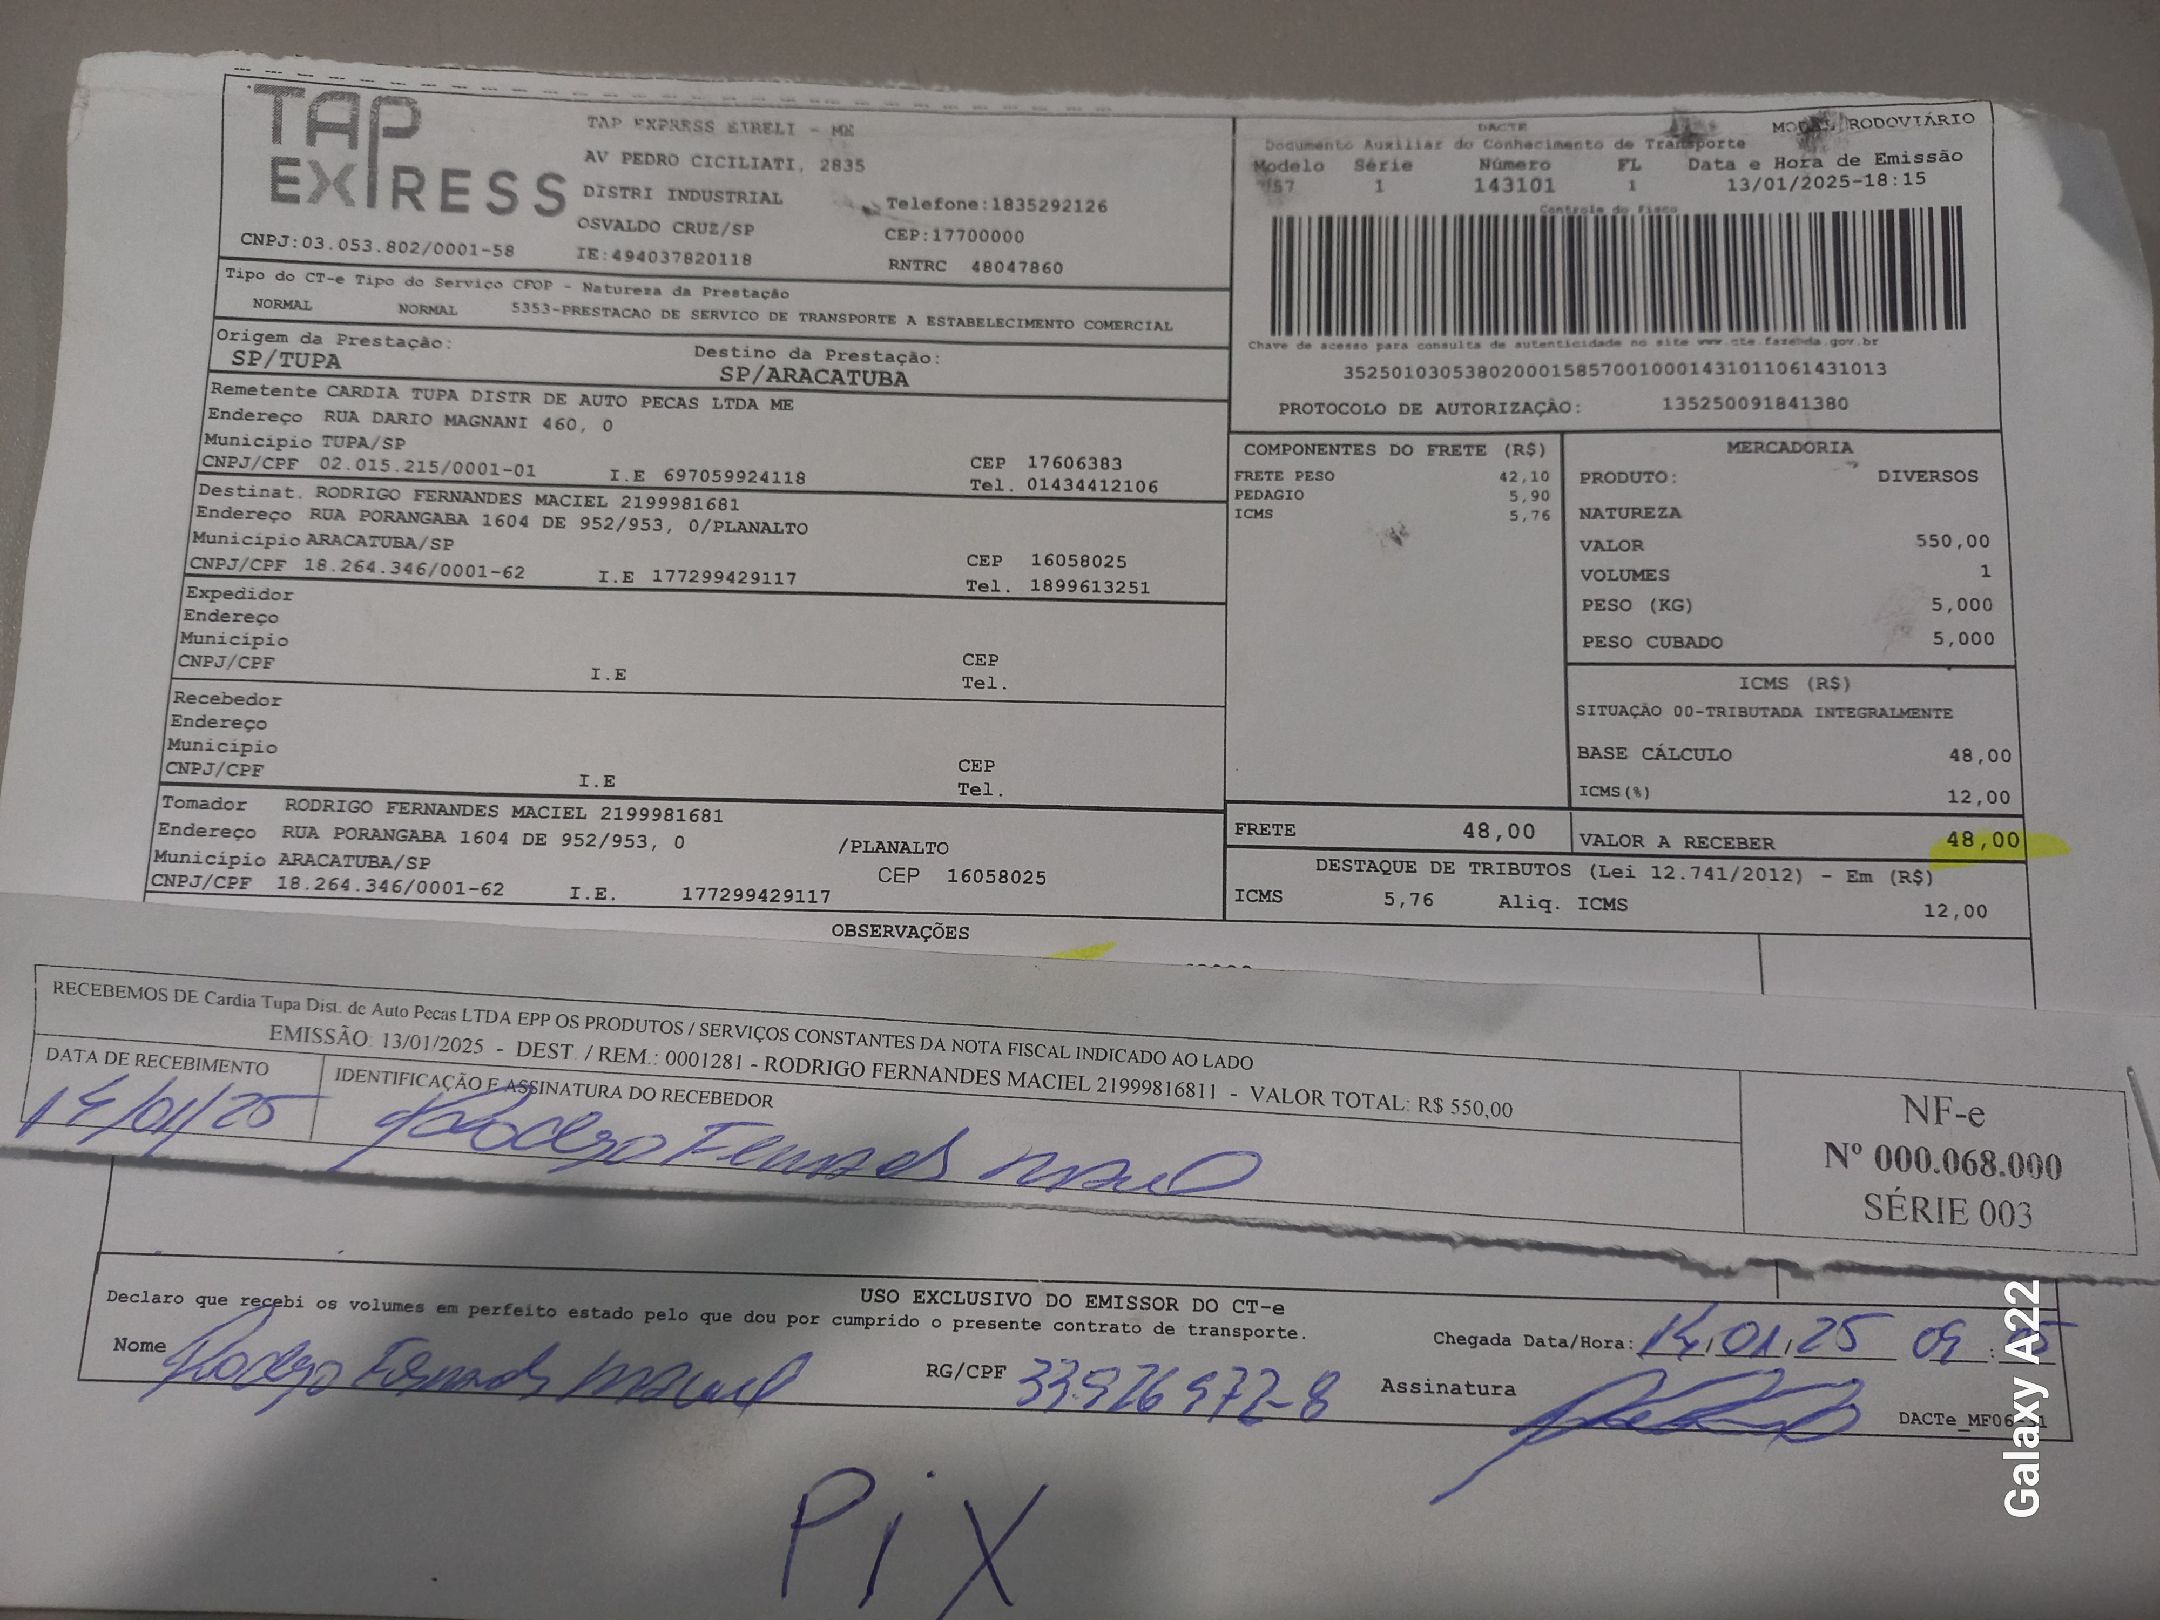 TAP EXPRESS
TAP EXPRESS EIRELI - ME
AV PEDRO CICILIATI, 2835
DISTRI INDUSTRIAL
Telefone:1835292126
OSVALDO CRUZ/SP
CEP:17700000
CNPJ:03.053.802/0001-58
IE:494037820118
RNTRC 48047860
DACTE
MODAL RODOVIÁRIO
Documento Auxiliar do Conhecimento de Transporte
Modelo Série Número FL Data e Hora de Emissão
57 1 143101 1 13/01/2025-18:15
Controle do Fisco
Chave de acesso para consulta de autenticidade no site www.cte.fazenda.gov.br
35250103053802000158570010001431011061431013
PROTOCOLO DE AUTORIZAÇÃO: 135250091841380
Tipo do CT-e Tipo do Serviço CFOP - Natureza da Prestação
NORMAL NORMAL 5353-PRESTACAO DE SERVICO DE TRANSPORTE A ESTABELECIMENTO COMERCIAL
Origem da Prestação: Destino da Prestação:
SP/TUPA SP/ARACATUBA
Remetente CARDIA TUPA DISTR DE AUTO PECAS LTDA ME
Endereço RUA DARIO MAGNANI 460, 0
Município TUPA/SP CEP 17606383
CNPJ/CPF 02.015.215/0001-01 I.E 697059924118 Tel. 01434412106
Destinat. RODRIGO FERNANDES MACIEL 2199981681
Endereço RUA PORANGABA 1604 DE 952/953, 0/PLANALTO
Município ARACATUBA/SP CEP 16058025
CNPJ/CPF 18.264.346/0001-62 I.E 177299429117 Tel. 1899613251
Expedidor
Endereço
Município CEP
CNPJ/CPF I.E Tel.
Recebedor
Endereço
Município CEP
CNPJ/CPF I.E Tel.
Tomador RODRIGO FERNANDES MACIEL 2199981681
Endereço RUA PORANGABA 1604 DE 952/953, 0 /PLANALTO
Município ARACATUBA/SP CEP 16058025
CNPJ/CPF 18.264.346/0001-62 I.E. 177299429117
COMPONENTES DO FRETE (R$)
FRETE PESO 42,10
PEDAGIO 5,90
ICMS 5,76
MERCADORIA
PRODUTO: DIVERSOS
NATUREZA
VALOR 550,00
VOLUMES 1
PESO (KG) 5,000
PESO CUBADO 5,000
ICMS (R$)
SITUAÇÃO 00-TRIBUTADA INTEGRALMENTE
BASE CÁLCULO 48,00
ICMS(%) 12,00
FRETE 48,00 VALOR A RECEBER 48,00
DESTAQUE DE TRIBUTOS (Lei 12.741/2012) - Em (R$)
ICMS 5,76 Aliq. ICMS 12,00
OBSERVAÇÕES
RECEBEMOS DE Cardia Tupa Dist. de Auto Pecas LTDA EPP OS PRODUTOS / SERVIÇOS CONSTANTES DA NOTA FISCAL INDICADO AO LADO
EMISSÃO: 13/01/2025 - DEST. / REM.: 0001281 - RODRIGO FERNANDES MACIEL 21999816811 - VALOR TOTAL: R$ 550,00
DATA DE RECEBIMENTO IDENTIFICAÇÃO E ASSINATURA DO RECEBEDOR
14/01/25 Rodrigo Fernandes Maciel
NF-e
Nº 000.068.000
SÉRIE 003
USO EXCLUSIVO DO EMISSOR DO CT-e
Declaro que recebi os volumes em perfeito estado pelo que dou por cumprido o presente contrato de transporte.
Chegada Data/Hora: 14,01,25 09:
Nome Rodrigo Fernandes Maciel RG/CPF 33.926 972-8 Assinatura
PiX
Galaxy A22